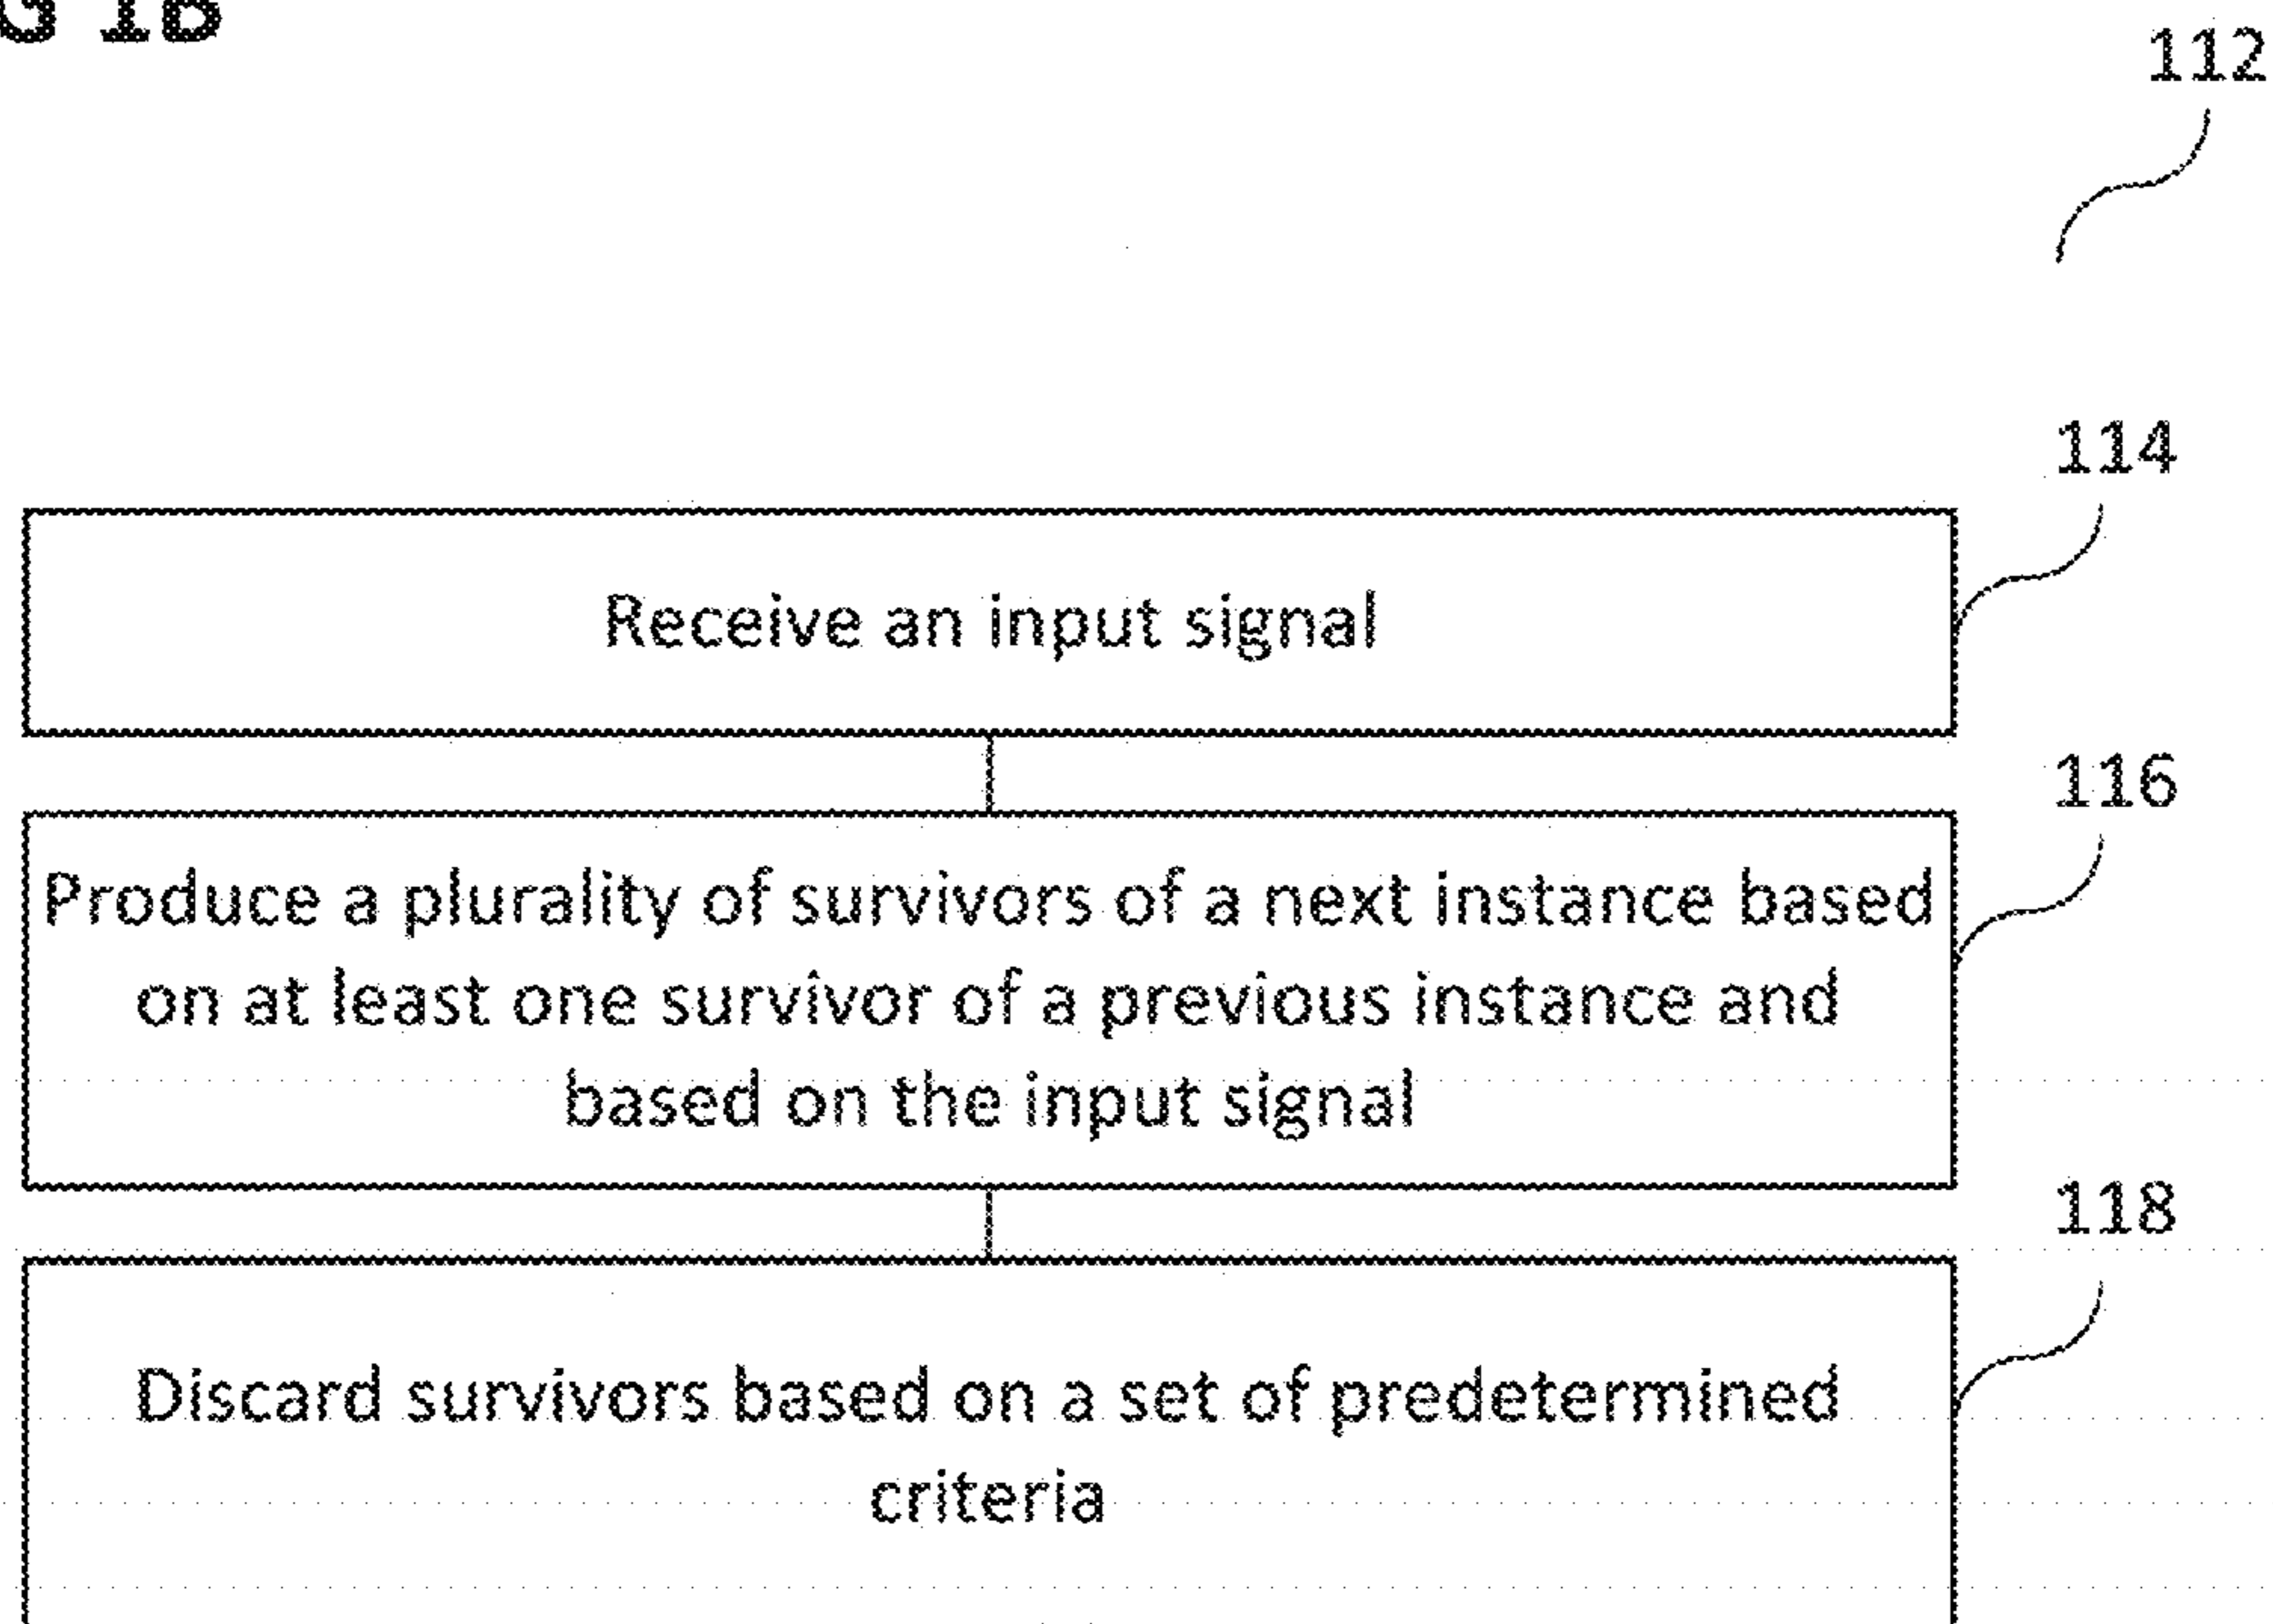 G 1B
112
114
Receive an input signal
116
Produce a plurality of survivors of a next instance based
on at least one survivor of a previous instance and
based on the input signal
118
Discard survivors based on a set of predetermined
criteria